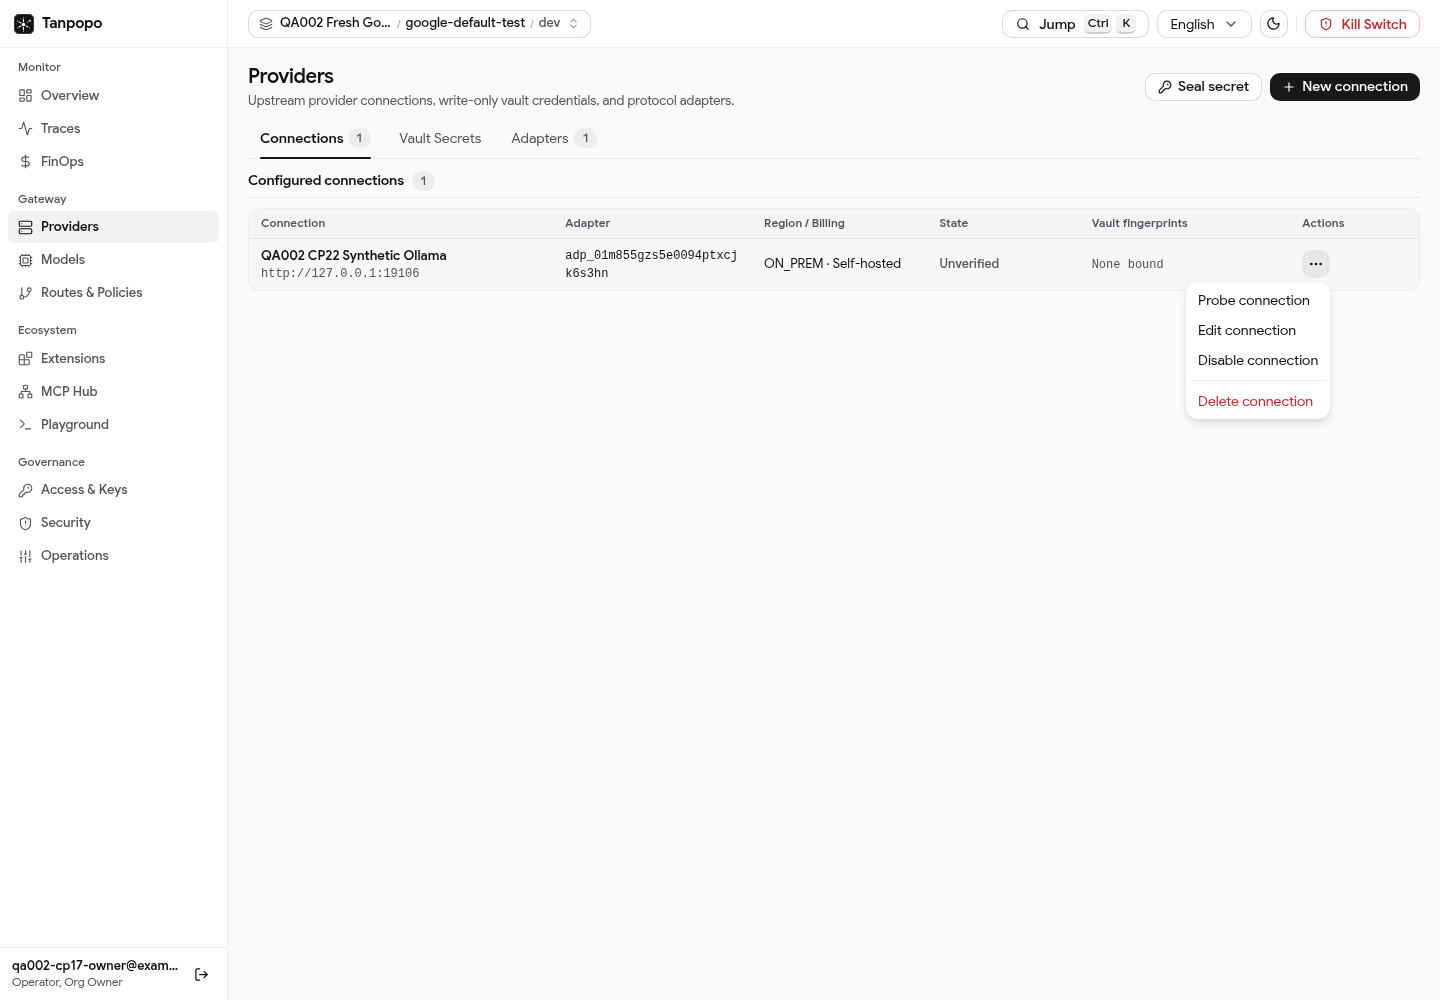 Tanpopo
QA002 Fresh Go... / google-default-test / dev
Jump Ctrl K
English
Kill Switch
Monitor
Overview
Traces
FinOps
Gateway
Providers
Models
Routes & Policies
Ecosystem
Extensions
MCP Hub
Playground
Governance
Access & Keys
Security
Operations
qa002-cp17-owner@exam...
Operator, Org Owner
Providers
Upstream provider connections, write-only vault credentials, and protocol adapters.
Seal secret
New connection
Connections 1
Vault Secrets
Adapters 1
Configured connections 1
Connection Adapter Region / Billing State Vault fingerprints Actions
QA002 CP22 Synthetic Ollama
http://127.0.0.1:19106
adp_01m855gzs5e0094ptxcj
k6s3hn
ON_PREM · Self-hosted
Unverified
None bound
Probe connection
Edit connection
Disable connection
Delete connection